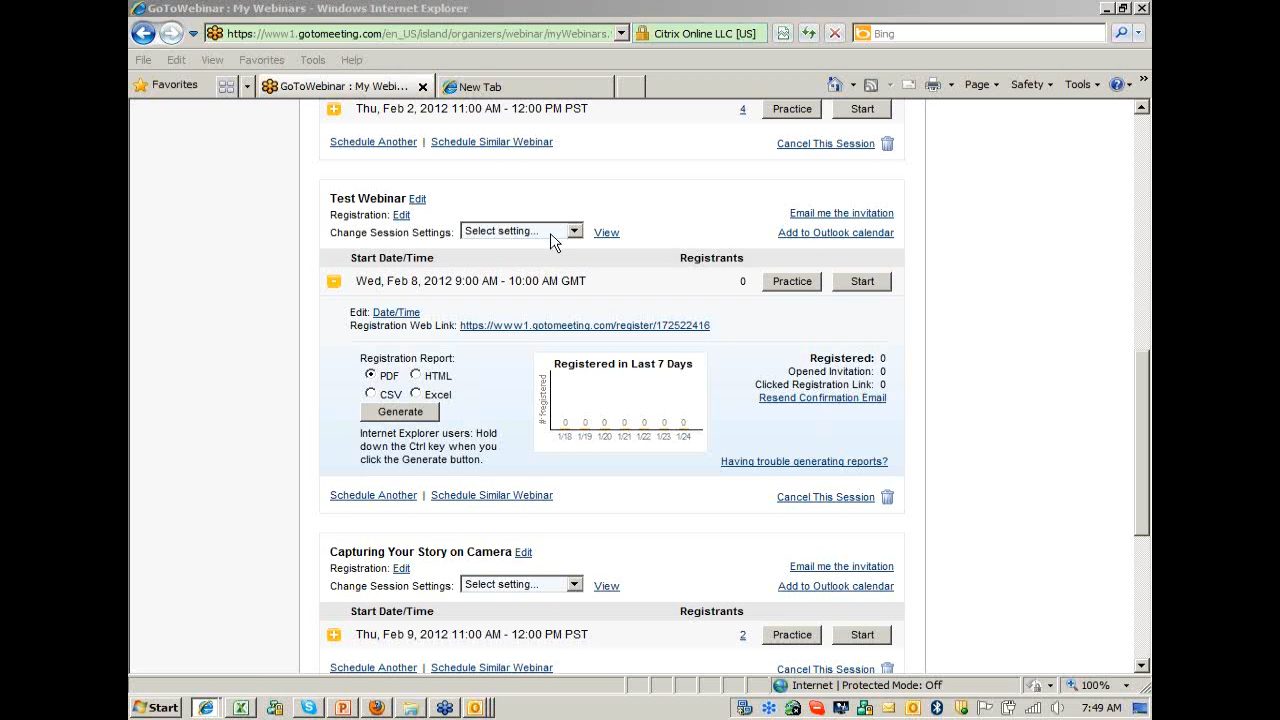 GoToWebinar : My Webinars - Windows Internet Explorer
https://www1.gotomeeting.com/en_US/island/organizers/webinar/myWebinars.
Citrix Online LLC [US]
Bing
File Edit View Favorites Tools Help
Favorites
GoToWebinar : My Webi...
New Tab
Page Safety Tools
Thu, Feb 2, 2012 11:00 AM - 12:00 PM PST 4 Practice Start
Schedule Another | Schedule Similar Webinar Cancel This Session
Test Webinar Edit
Registration: Edit
Email me the invitation
Change Session Settings: Select setting... View
Add to Outlook calendar
Start Date/Time Registrants
Wed, Feb 8, 2012 9:00 AM - 10:00 AM GMT 0 Practice Start
Edit: Date/Time
Registration Web Link: https://www1.gotomeeting.com/register/172522416
Registration Report:
PDF HTML
CSV Excel
Generate
Internet Explorer users: Hold
down the Ctrl key when you
click the Generate button.
Registered in Last 7 Days
# registered
0 0 0 0 0 0 0
1/18 1/19 1/20 1/21 1/22 1/23 1/24
Registered: 0
Opened Invitation: 0
Clicked Registration Link: 0
Resend Confirmation Email
Having trouble generating reports?
Schedule Another | Schedule Similar Webinar Cancel This Session
Capturing Your Story on Camera Edit
Registration: Edit
Email me the invitation
Change Session Settings: Select setting... View
Add to Outlook calendar
Start Date/Time Registrants
Thu, Feb 9, 2012 11:00 AM - 12:00 PM PST 2 Practice Start
Schedule Another | Schedule Similar Webinar Cancel This Session
Internet | Protected Mode: Off
100%
Start
7:49 AM